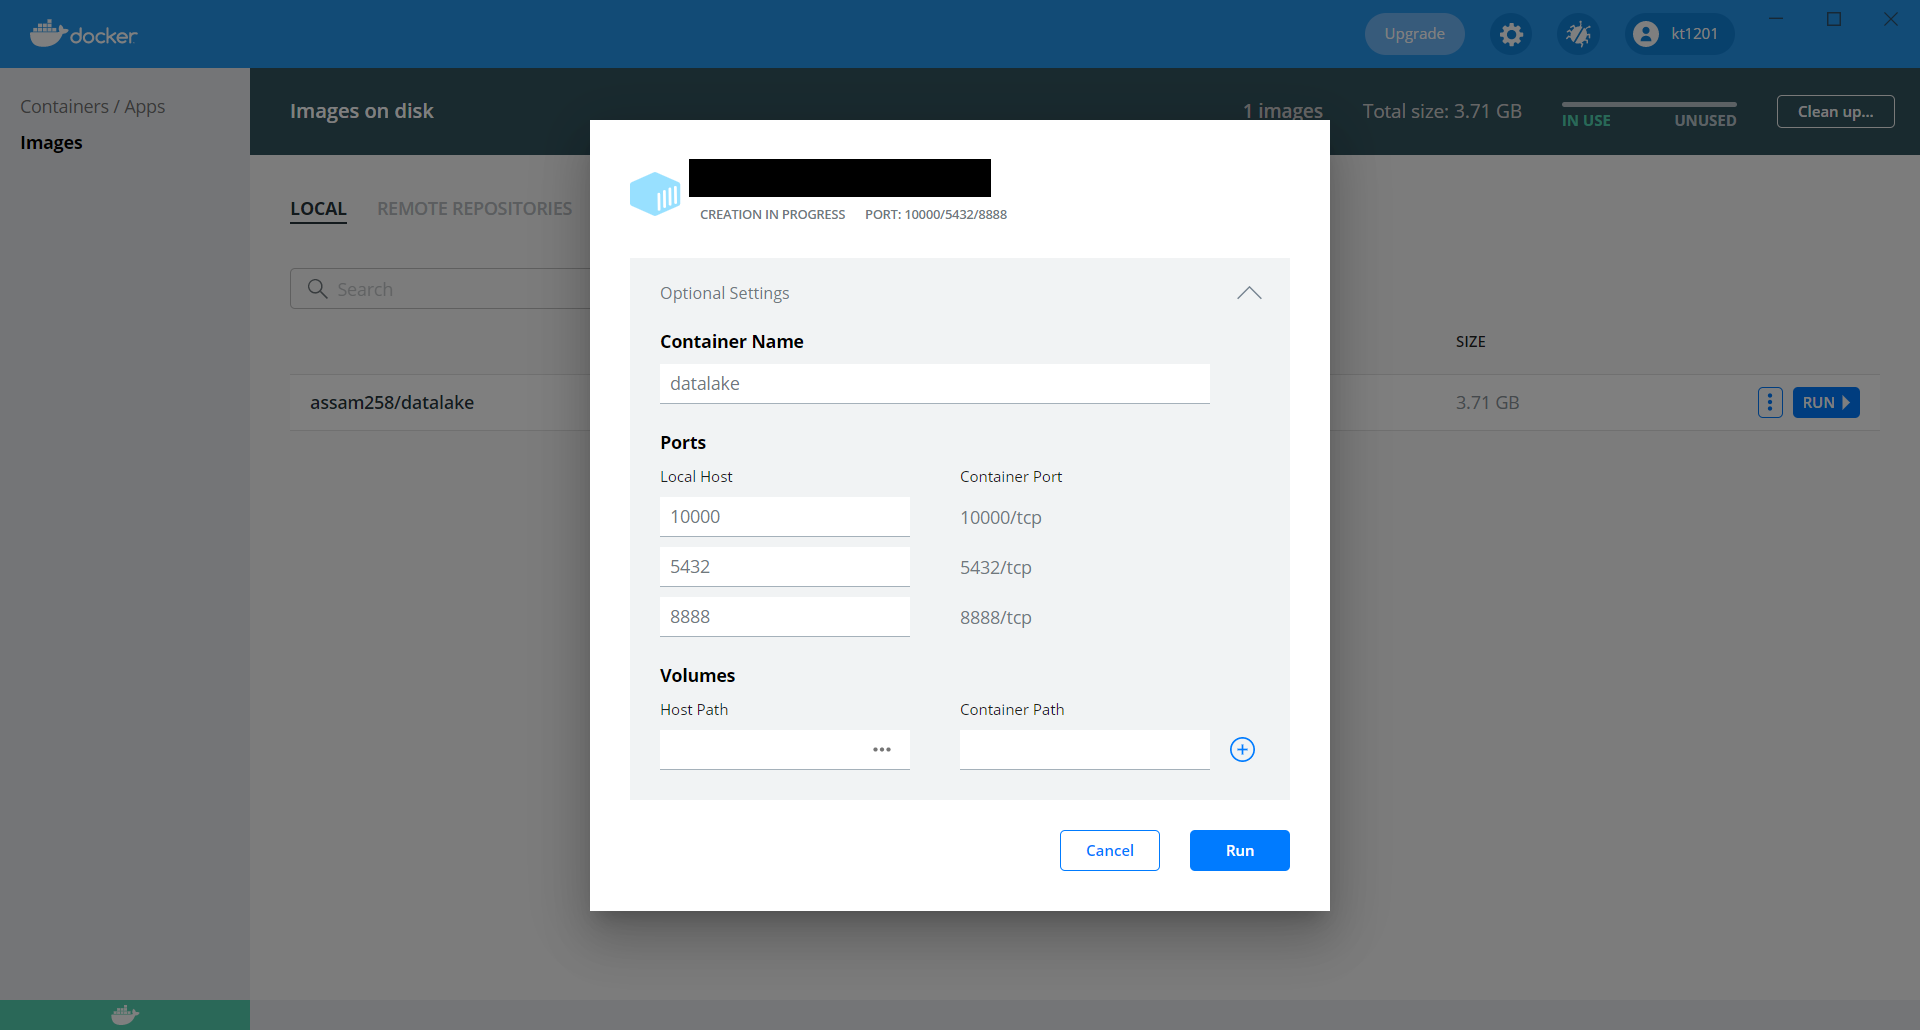 docker
Upgrade
kt1201
Containers / Apps
Images
Images on disk
1 images
Total size: 3.71 GB
IN USE
UNUSED
Clean up...
LOCAL
REMOTE REPOSITORIES
Search
SIZE
assam258/datalake
3.71 GB
RUN
CREATION IN PROGRESS PORT: 10000/5432/8888
Optional Settings
Container Name
datalake
Ports
Local Host Container Port
10000 10000/tcp
5432 5432/tcp
8888 8888/tcp
Volumes
Host Path Container Path
Cancel Run